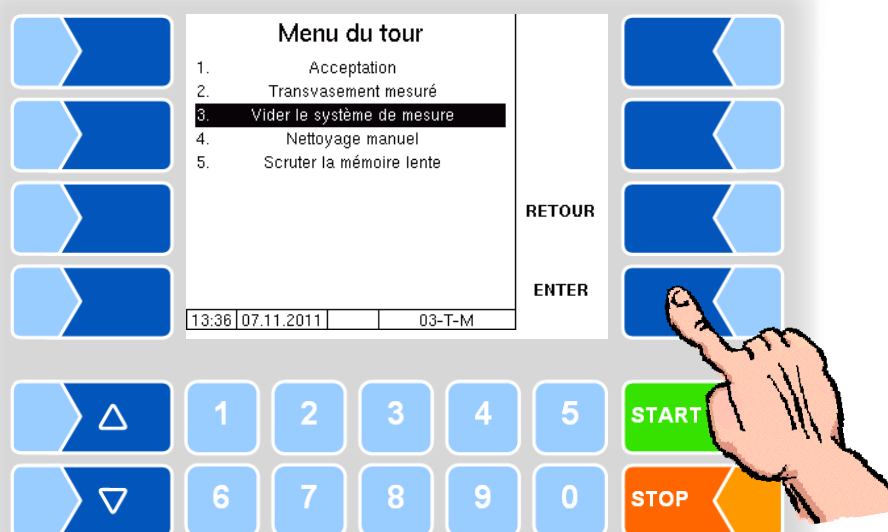 Menu du tour
1. Acceptation
2. Transvasement mesuré
3. Vider le système de mesure
4. Nettoyage manuel
5. Scruter la mémoire lente
RETOUR
ENTER
13:36 07.11.2011 03-T-M
1 2 3 4 5 START
6 7 8 9 0 STOP